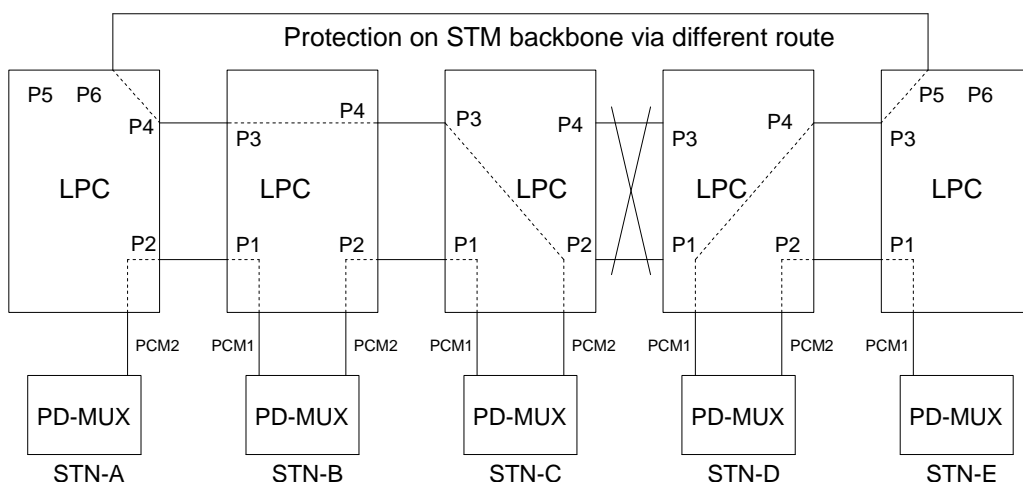 Protection on STM backbone via different route
P5 P6 P4 LPC P2
P4 P3 LPC P1 P2
P3 P4 LPC P1 P2
P4 P3 LPC P1 P2
P5 P6 P3 LPC P1
PCM2 PCM1 PCM2 PCM1 PCM2 PCM1 PCM2 PCM1
PD-MUX PD-MUX PD-MUX PD-MUX PD-MUX
STN-A STN-B STN-C STN-D STN-E